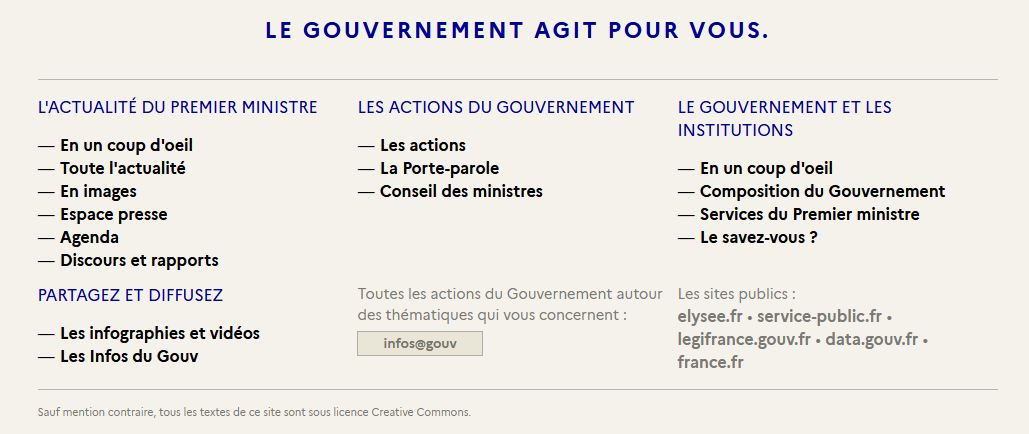 LE GOUVERNEMENT AGIT POUR VOUS.
L'ACTUALITÉ DU PREMIER MINISTRE
— En un coup d'oeil
— Toute l'actualité
— En images
— Espace presse
— Agenda
— Discours et rapports
LES ACTIONS DU GOUVERNEMENT
— Les actions
— La Porte-parole
— Conseil des ministres
LE GOUVERNEMENT ET LES
INSTITUTIONS
— En un coup d'oeil
— Composition du Gouvernement
— Services du Premier ministre
— Le savez-vous ?
PARTAGEZ ET DIFFUSEZ
— Les infographies et vidéos
— Les Infos du Gouv
Toutes les actions du Gouvernement autour
des thématiques qui vous concernent :
infos@gouv
Les sites publics :
elysee.fr • service-public.fr •
legifrance.gouv.fr • data.gouv.fr •
france.fr
Sauf mention contraire, tous les textes de ce site sont sous licence Creative Commons.